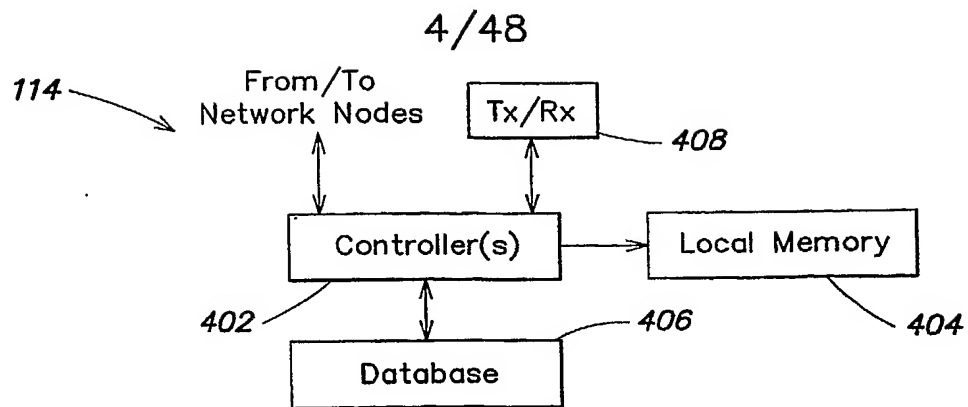 4/48
114
From/To
Network Nodes
Tx/Rx
408
Controller(s)
Local Memory
402
406
404
Database